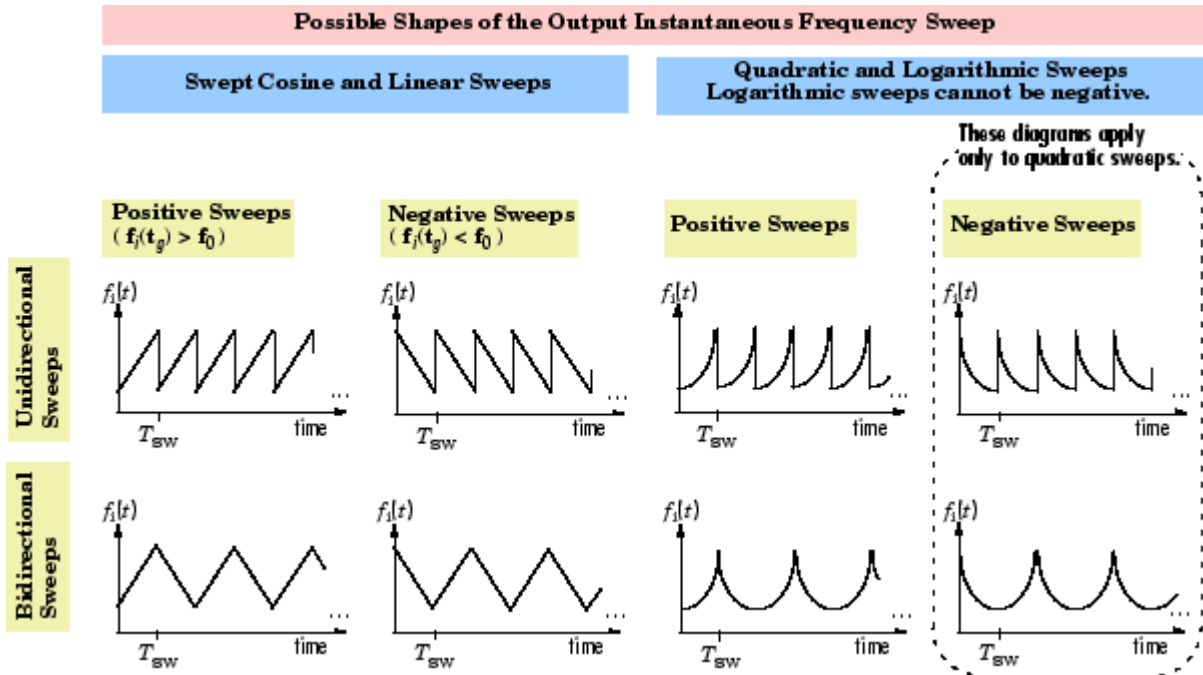 Possible Shapes of the Output Instantaneous Frequency Sweep
Swept Cosine and Linear Sweeps
Quadratic and Logarithmic Sweeps
Logarithmic sweeps cannot be negative.
These diagrams apply
only to quadratic sweeps.
Positive Sweeps
( fi(tg) > f0 )
Negative Sweeps
( fi(tg) < f0 )
Positive Sweeps
Negative Sweeps
Unidirectional
Sweeps
fi(t)
...
Tsw
time
fi(t)
...
Tsw
time
fi(t)
...
Tsw
time
fi(t)
...
Tsw
time
Bidirectional
Sweeps
fi(t)
...
Tsw
time
fi(t)
...
Tsw
time
fi(t)
...
Tsw
time
fi(t)
...
Tsw
time